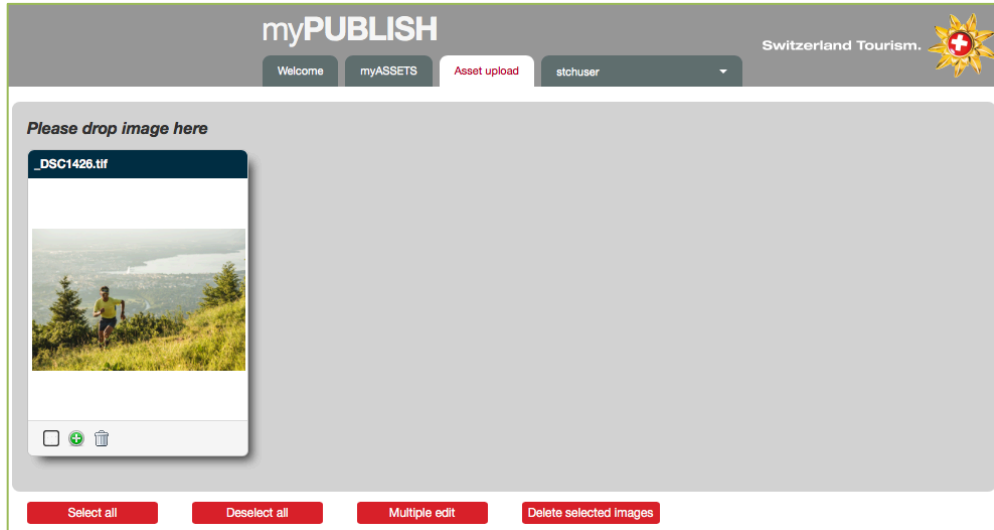 myPUBLISH
Switzerland Tourism.
Welcome myASSETS Asset upload stchuser
Please drop image here
_DSC1426.tif
Select all Deselect all Multiple edit Delete selected images